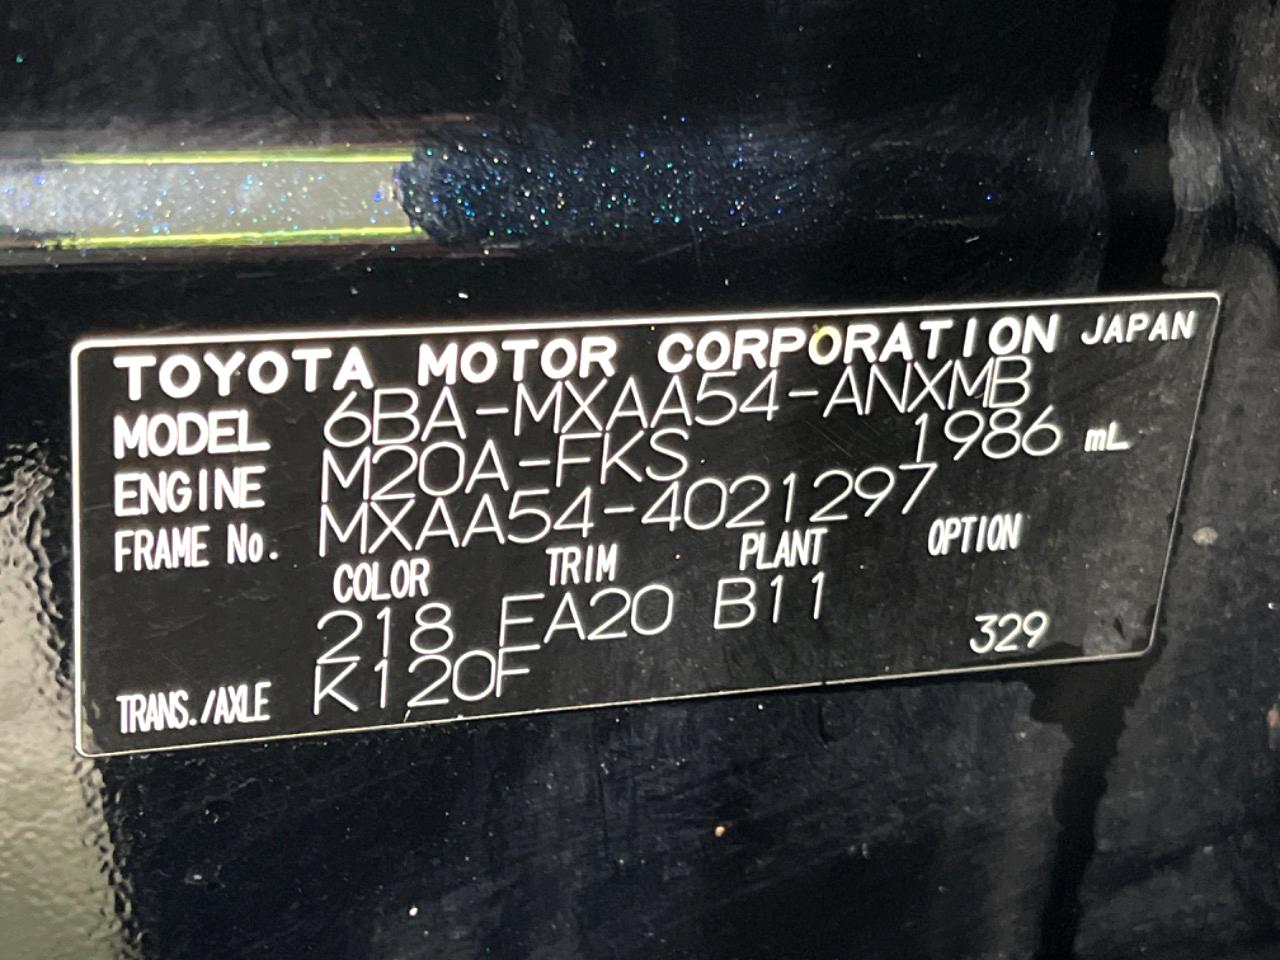 TOYOTA MOTOR CORPORATION JAPAN
MODEL 6BA-MXAA54-ANXMB
ENGINE M20A-FKS 1986 mL
FRAME No. MXAA54-4021297
COLOR TRIM PLANT OPTION
218 EA20 B11
329
TRANS./AXLE K120F